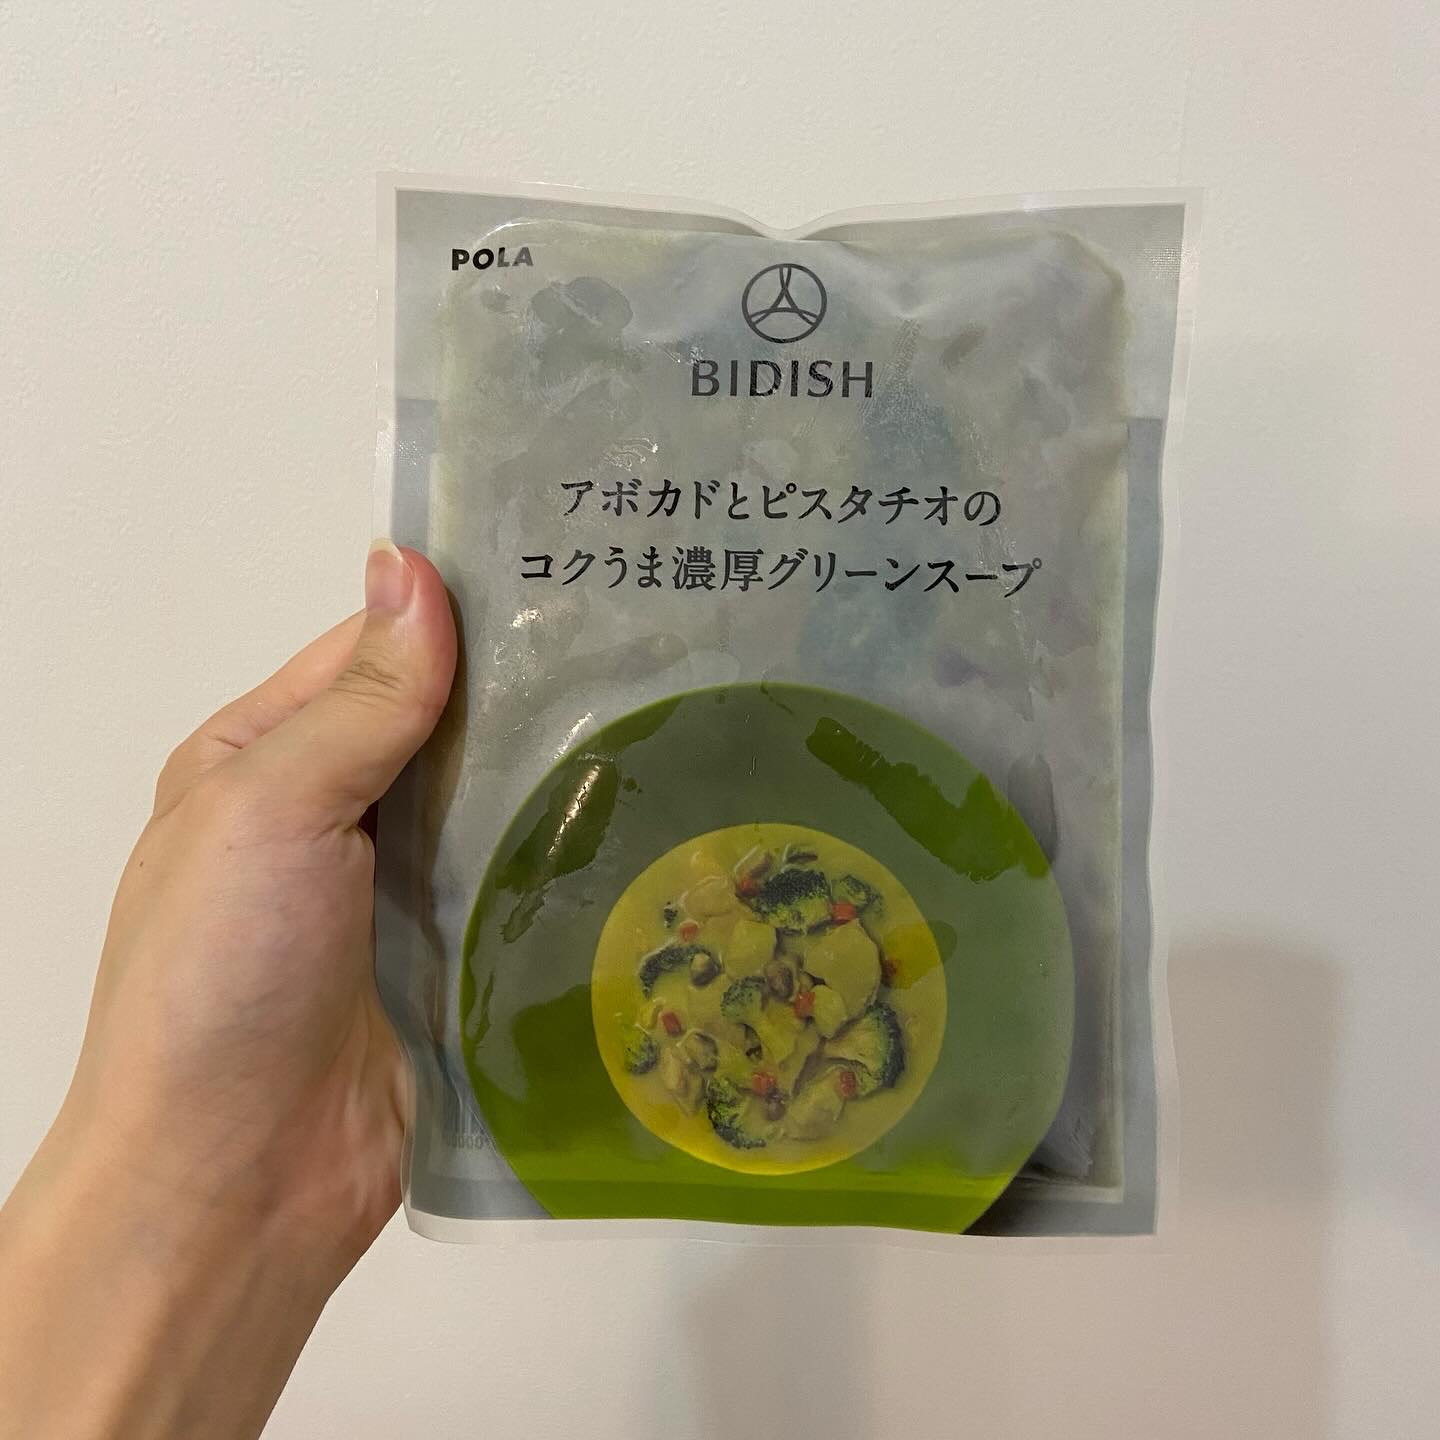 POLA
BIDISH
アボカドとピスタチオの
コクうま濃厚グリーンスープ